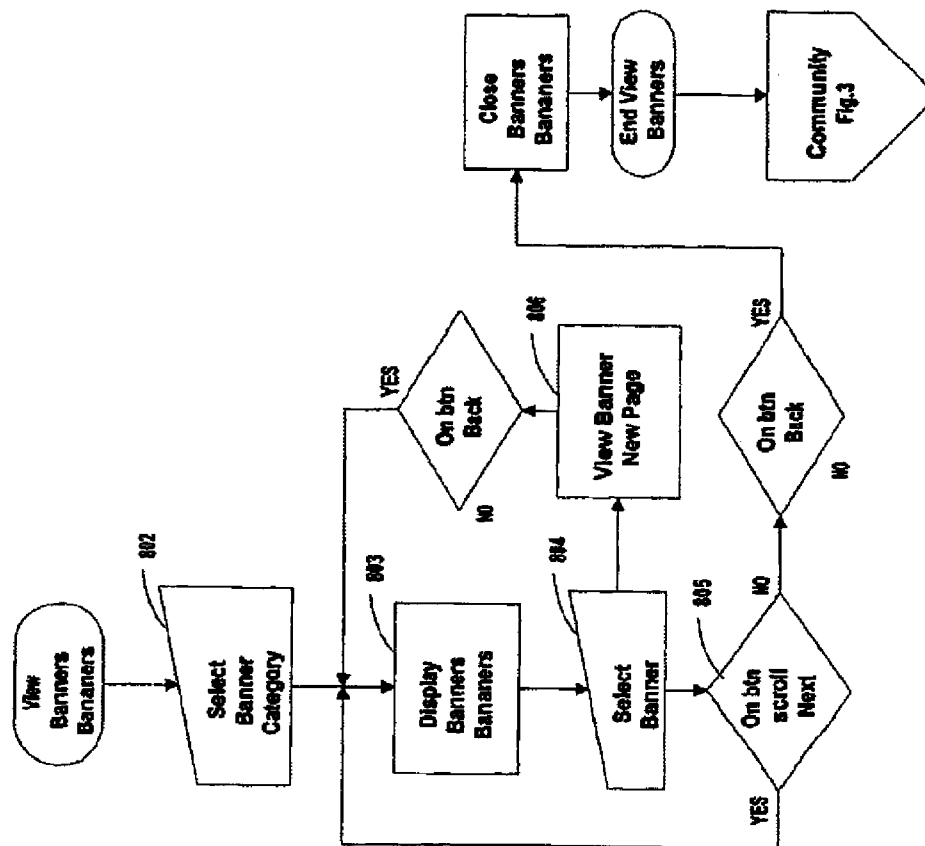 View
Banners
Bananers
802
Select
Banner
Category
803
Display
Banners
Bananers
804
Select
Banner
805
On btn
scroll
Next
YES
NO
806
View Banner
New Page
On btn
Back
YES
NO
On btn
Back
YES
NO
Close
Banners
Bananers
End View
Banners
Community
Fig.3